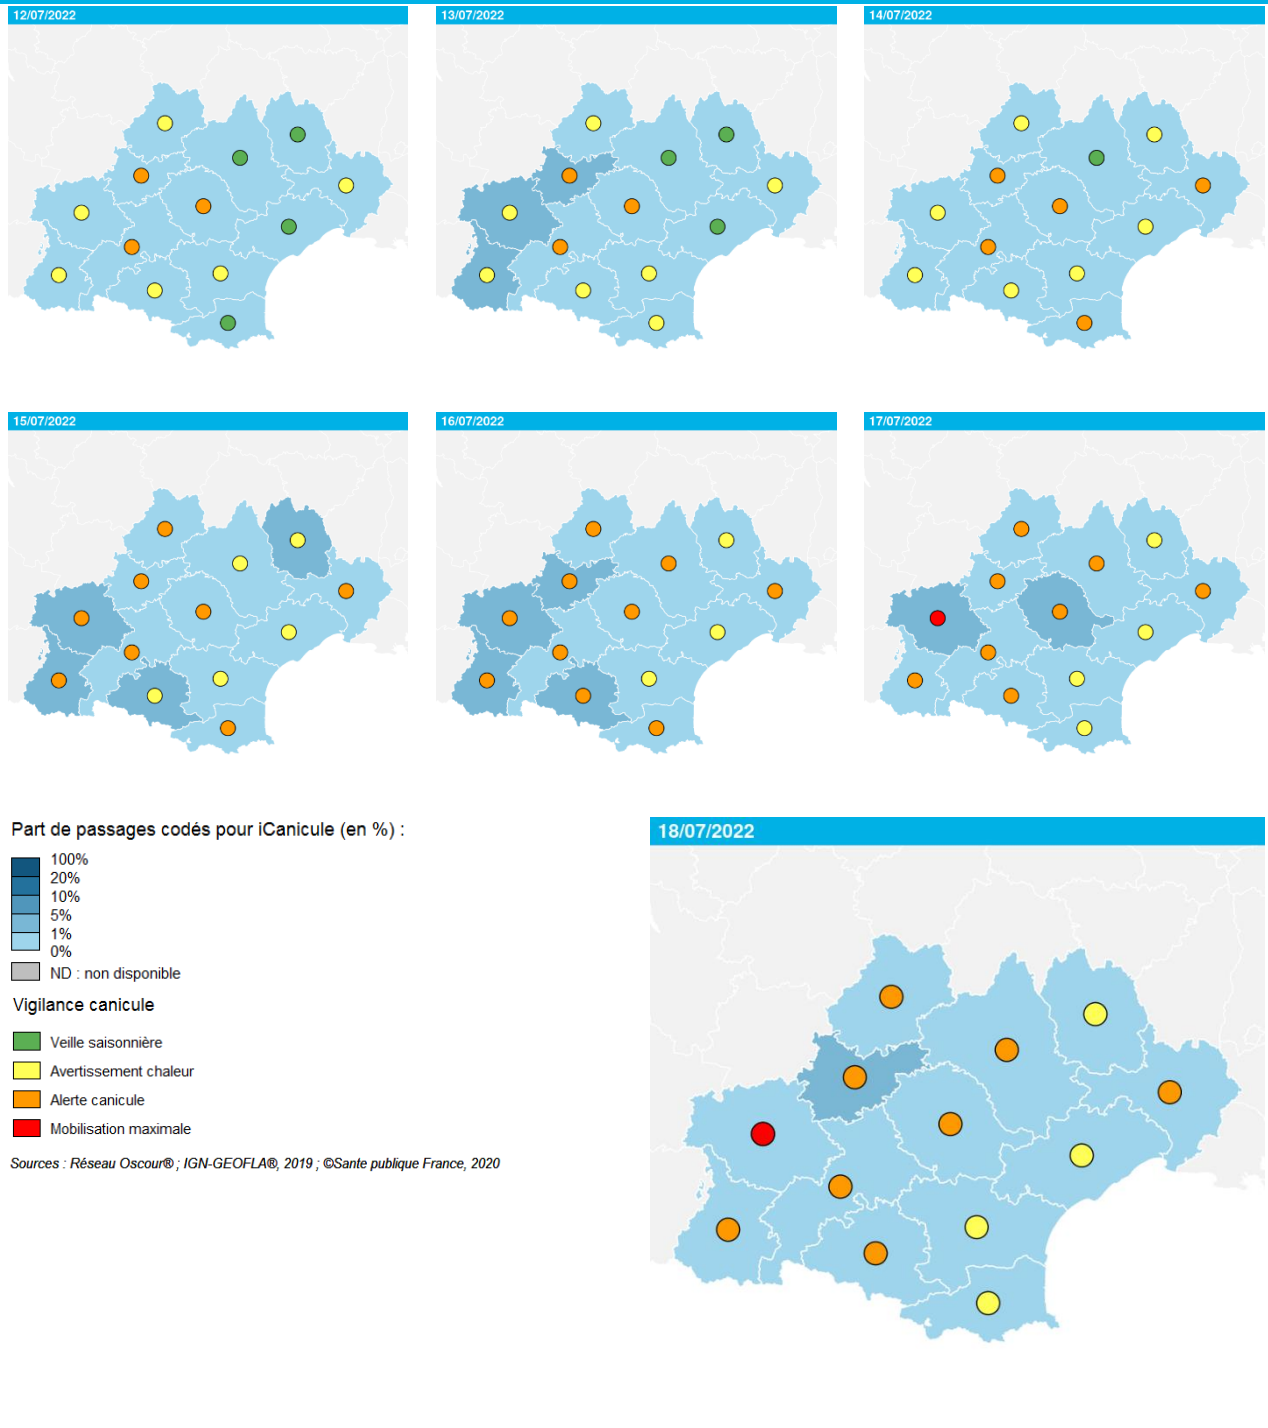 12/07/2022
13/07/2022
14/07/2022
15/07/2022
16/07/2022
17/07/2022
Part de passages codés pour iCanicule (en %) :
100%
20%
10%
5%
1%
0%
ND : non disponible
Vigilance canicule
Veille saisonnière
Avertissement chaleur
Alerte canicule
Mobilisation maximale
Sources : Réseau Oscour® ; IGN-GEOFLA®, 2019 ; ©Sante publique France, 2020
18/07/2022